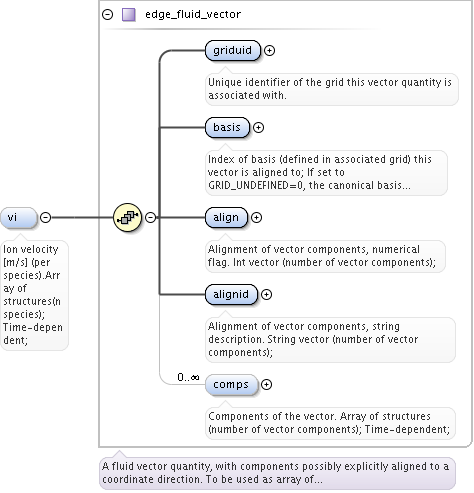 edge_fluid_vector
griduid
Unique identifier of the grid this vector quantity is
associated with.
basis
Index of basis (defined in associated grid) this
vector is aligned to; If set to
GRID_UNDEFINED=0, the canonical basis...
vi
Ion velocity
[m/s] (per
species).Arr
ay of
structures(n
species);
Time-depen
dent;
align
Alignment of vector components, numerical
flag. Int vector (number of vector components);
alignid
Alignment of vector components, string
description. String vector (number of vector
components);
0..∞
comps
Components of the vector. Array of structures
(number of vector components); Time-dependent;
A fluid vector quantity, with components possibly explicitly aligned to a
coordinate direction. To be used as array of...